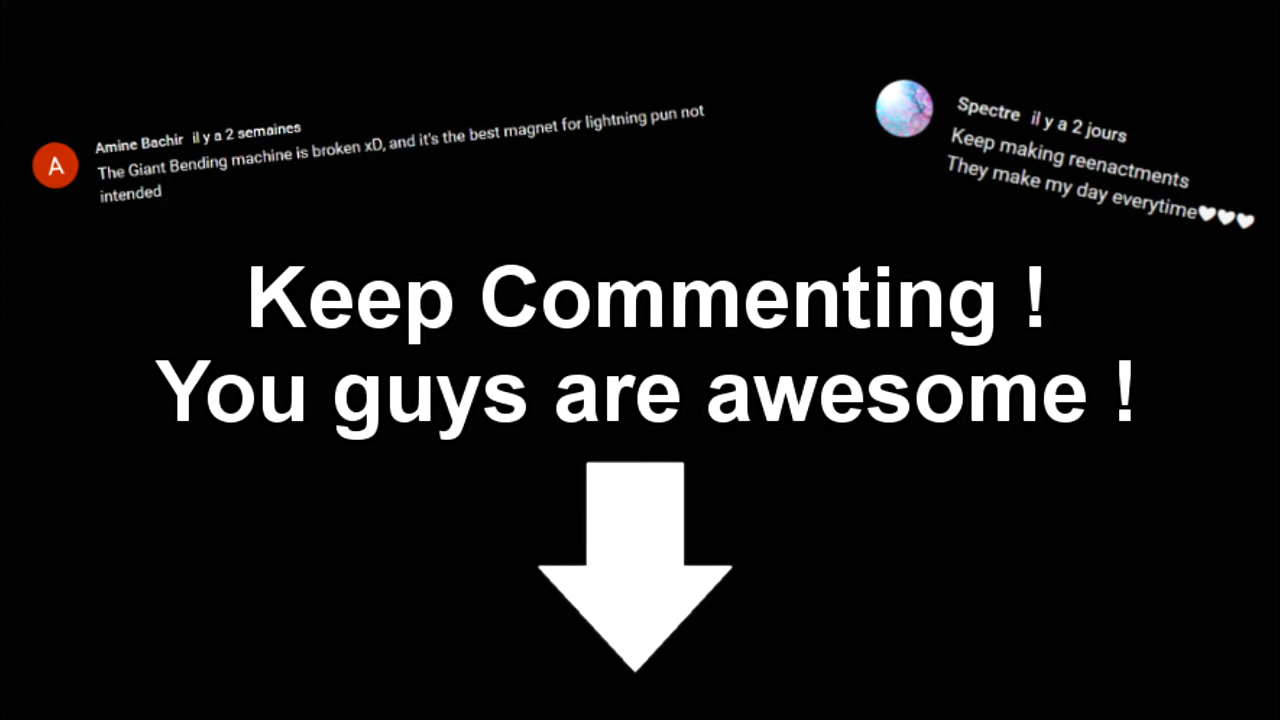 A
Amine Bachir il y a 2 semaines
The Giant Bending machine is broken xD, and it's the best magnet for lightning pun not
intended
Spectre il y a 2 jours
Keep making reenactments
They make my day everytime🤍🤍🤍
Keep Commenting !
You guys are awesome !